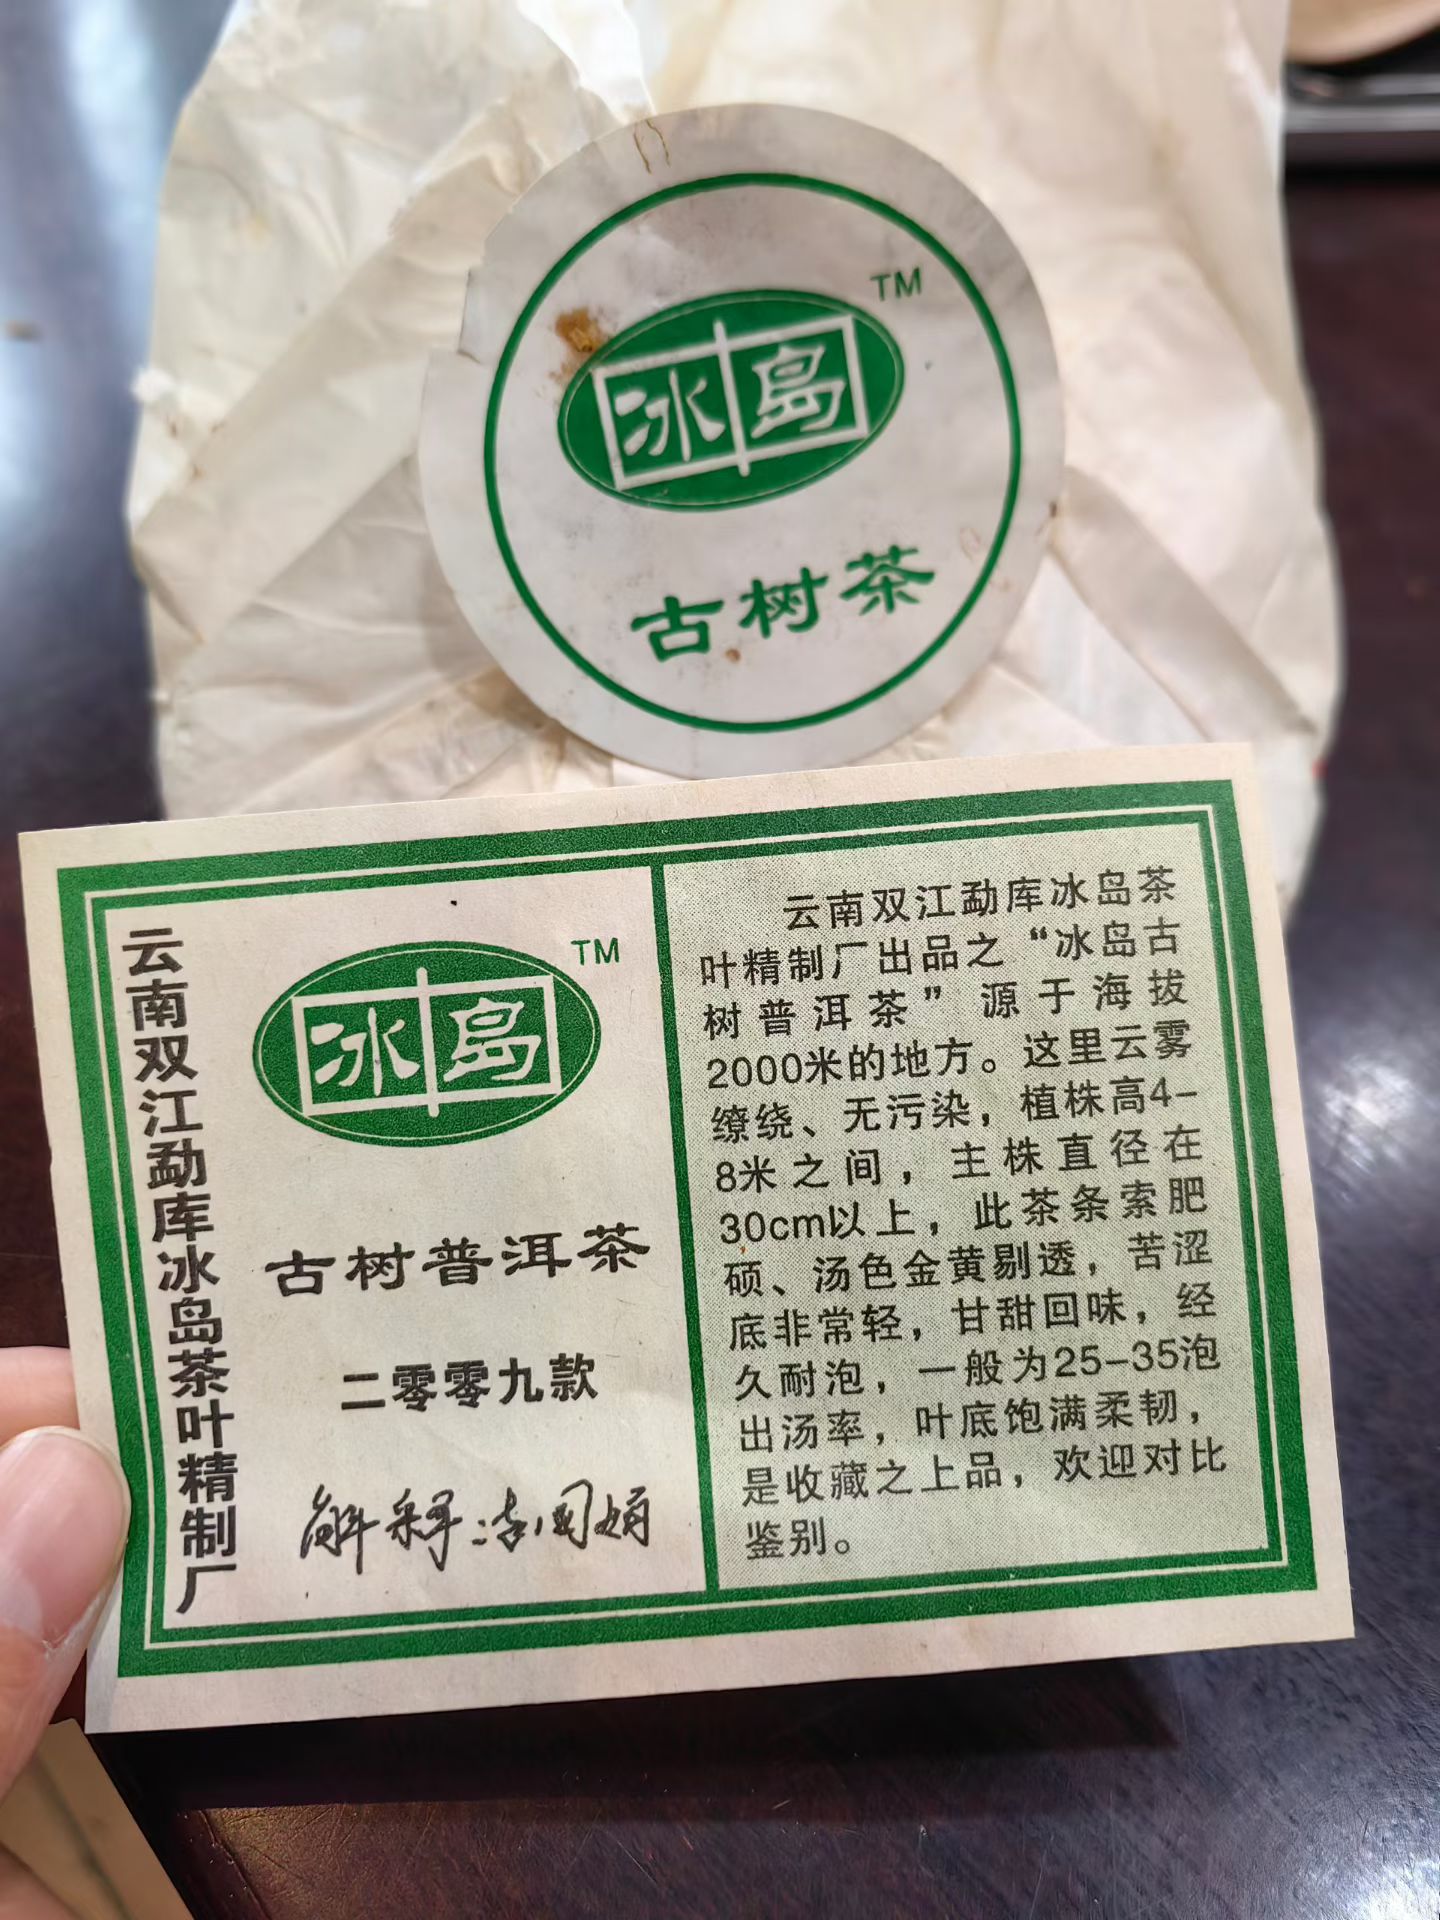 TM
冰岛
古树茶
云南双江勐库冰岛茶叶精制厂
TM
冰岛
古树普洱茶
二零零九款
云南双江勐库冰岛茶
叶精制厂出品之“冰岛古
树普洱茶”源于海拔
2000米的地方。这里云雾
缭绕、无污染，植株高4-
8米之间，主株直径在
30cm以上，此茶条索肥
硕、汤色金黄剔透，苦涩
底非常轻，甘甜回味，经
久耐泡，一般为25-35泡
出汤率，叶底饱满柔韧，
是收藏之上品，欢迎对比
鉴别。